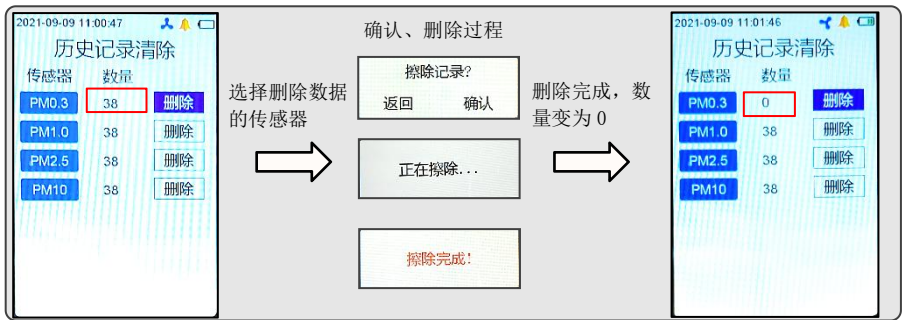 2021-09-09 11:00:47
历史记录清除
传感器 数量
PM0.3 38 删除
PM1.0 38 删除
PM2.5 38 删除
PM10 38 删除
选择删除数据
的传感器
确认、删除过程
擦除记录?
返回 确认
正在擦除...
擦除完成!
删除完成，数
量变为 0
2021-09-09 11:01:46
历史记录清除
传感器 数量
PM0.3 0 删除
PM1.0 38 删除
PM2.5 38 删除
PM10 38 删除